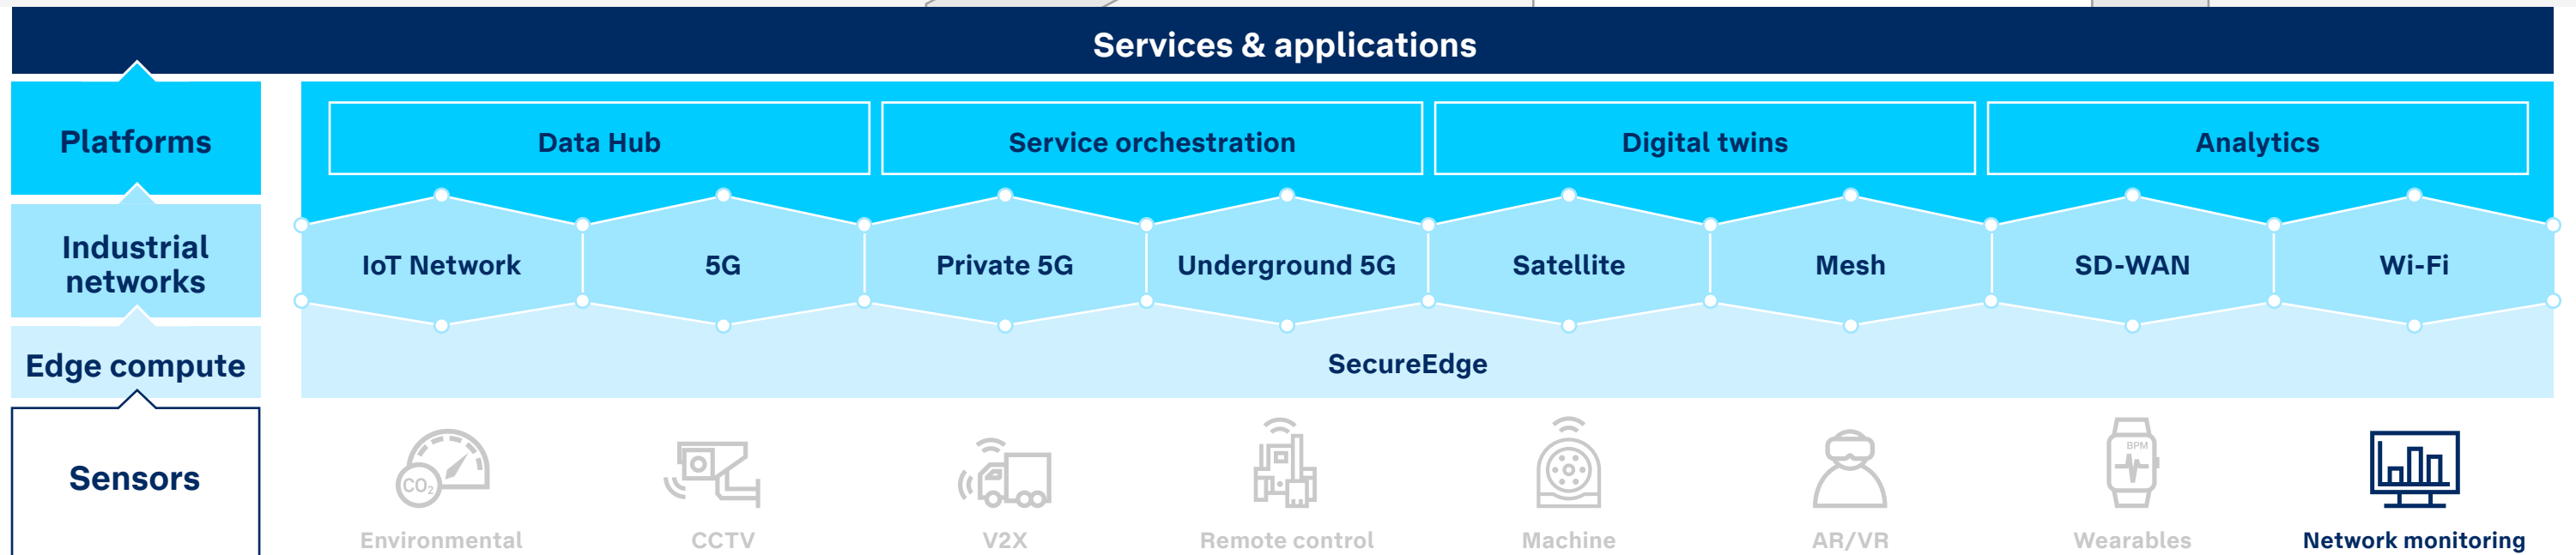 Services & applications
Platforms
Data Hub
Service orchestration
Digital twins
Analytics
Industrial
networks
IoT Network
5G
Private 5G
Underground 5G
Satellite
Mesh
SD-WAN
Wi-Fi
Edge compute
SecureEdge
Sensors
CO₂
BPM
Environmental
CCTV
V2X
Remote control
Machine
AR/VR
Wearables
Network monitoring